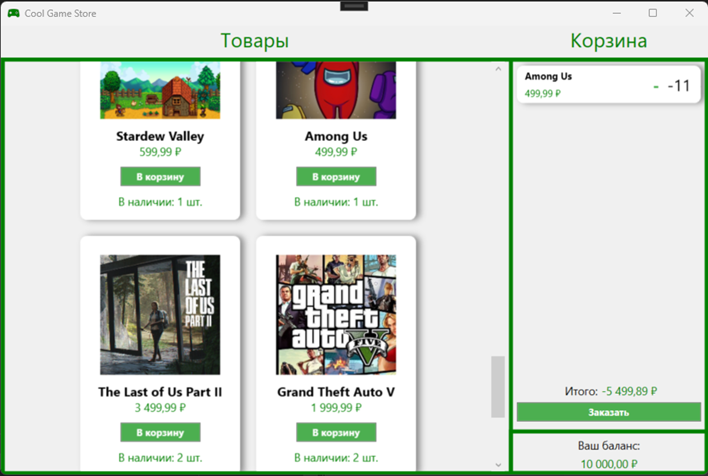 Cool Game Store
Товары
Корзина
Stardew Valley
599,99 ₽
В корзину
В наличии: 1 шт.
Among Us
499,99 ₽
В корзину
В наличии: 1 шт.
THE
LAST
OF US
PART II
The Last of Us Part II
3 499,99 ₽
В корзину
В наличии: 2 шт.
grand
theft
auto
V
FIVE
Grand Theft Auto V
1 999,99 ₽
В корзину
В наличии: 2 шт.
Among Us
499,99 ₽
- -11
Итого: -5 499,89 ₽
Заказать
Ваш баланс:
10 000,00 ₽